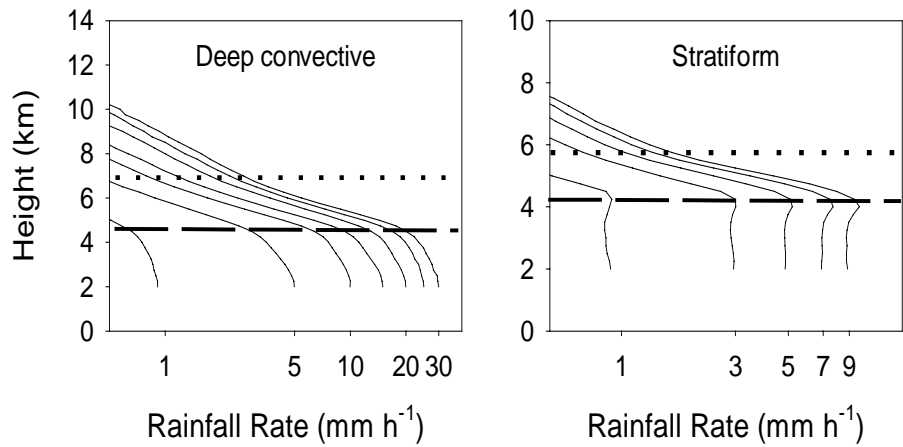 Deep convective
Height (km)
14
12
10
8
6
4
2
0
1 5 10 20 30
Rainfall Rate (mm h⁻¹)
Stratiform
10
8
6
4
2
0
1 3 5 7 9
Rainfall Rate (mm h⁻¹)